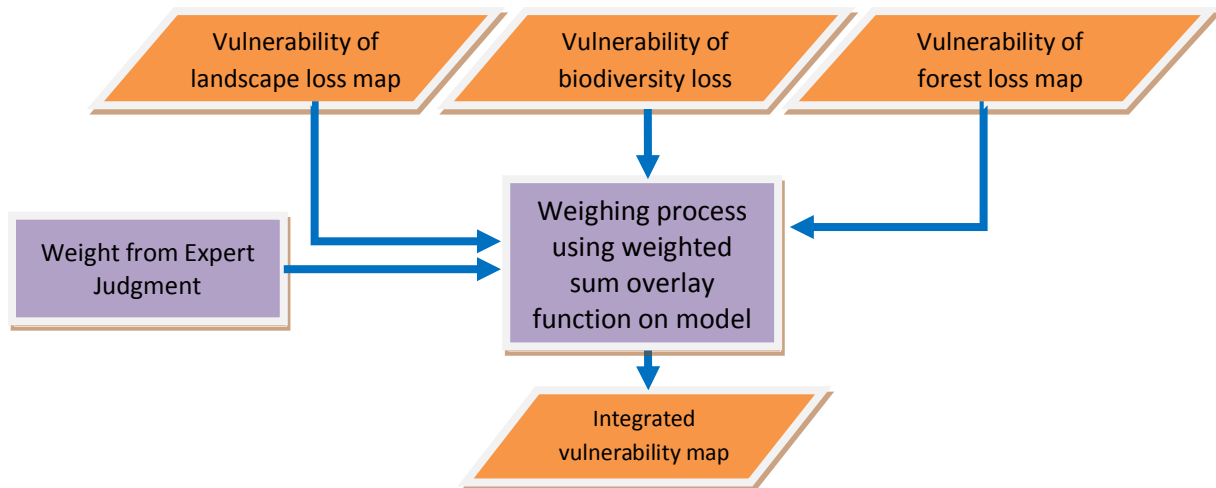 Vulnerability of
landscape loss map
Vulnerability of
biodiversity loss
Vulnerability of
forest loss map
Weight from Expert
Judgment
Weighing process
using weighted
sum overlay
function on model
Integrated
vulnerability map